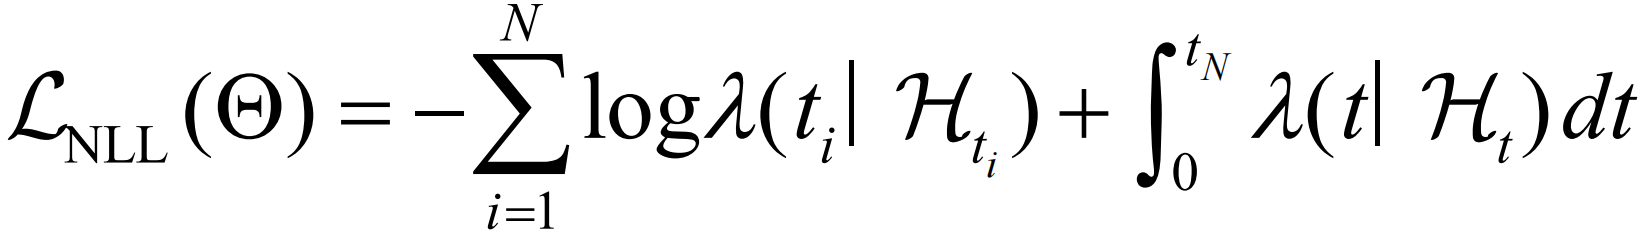 ℒ_NLL(Θ) = −∑_{i=1}^{N} log λ(t_i | ℋ_{t_i}) + ∫_0^{t_N} λ(t | ℋ_t) dt